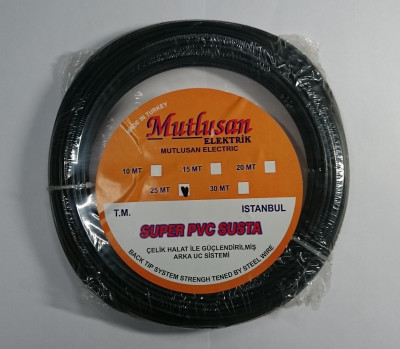 MADE IN TURKEY
Mutlusan
ELEKTRİK
MUTLUSAN ELECTRIC
10 MT 15 MT 20 MT
25 MT 30 MT
T.M. ISTANBUL
SUPER PVC SUSTA
ÇELİK HALAT İLE GÜÇLENDİRİLMİŞ
ARKA UC SİSTEMİ
BACK TIP SYSTEM STRENGH TENED BY STEEL WIRE